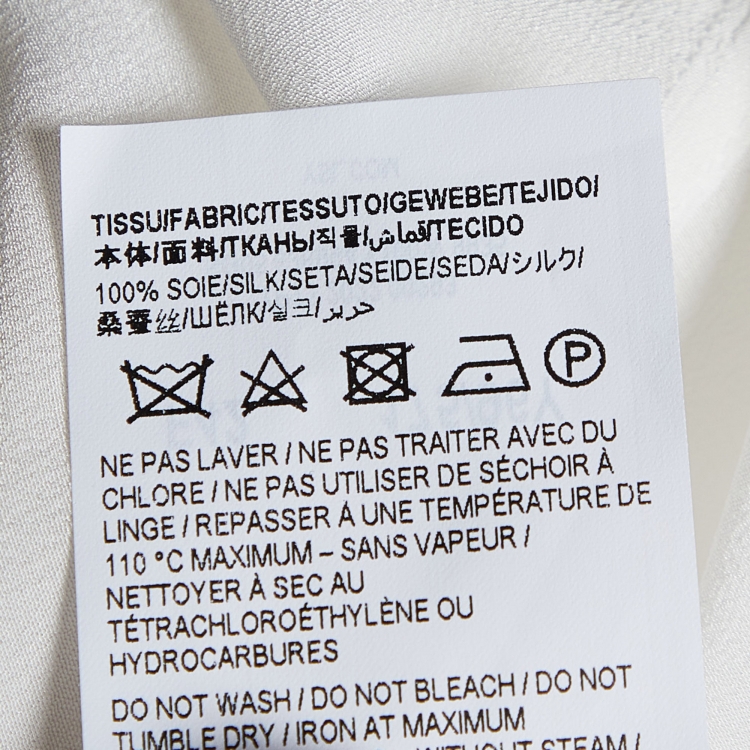 TISSU/FABRIC/TESSUTO/GEWEBE/TEJIDO/
本体/面料/ТКАНЬ/직물/قماش/TECIDO
100% SOIE/SILK/SETA/SEIDE/SEDA/シルク/
桑蚕丝/ШЁЛК/실크/حرير
P
NE PAS LAVER / NE PAS TRAITER AVEC DU
CHLORE / NE PAS UTILISER DE SÉCHOIR À
LINGE / REPASSER À UNE TEMPÉRATURE DE
110 °C MAXIMUM – SANS VAPEUR /
NETTOYER À SEC AU
TÉTRACHLOROÉTHYLÈNE OU
HYDROCARBURES
DO NOT WASH / DO NOT BLEACH / DO NOT
TUMBLE DRY / IRON AT MAXIMUM
WITHOUT STEAM /